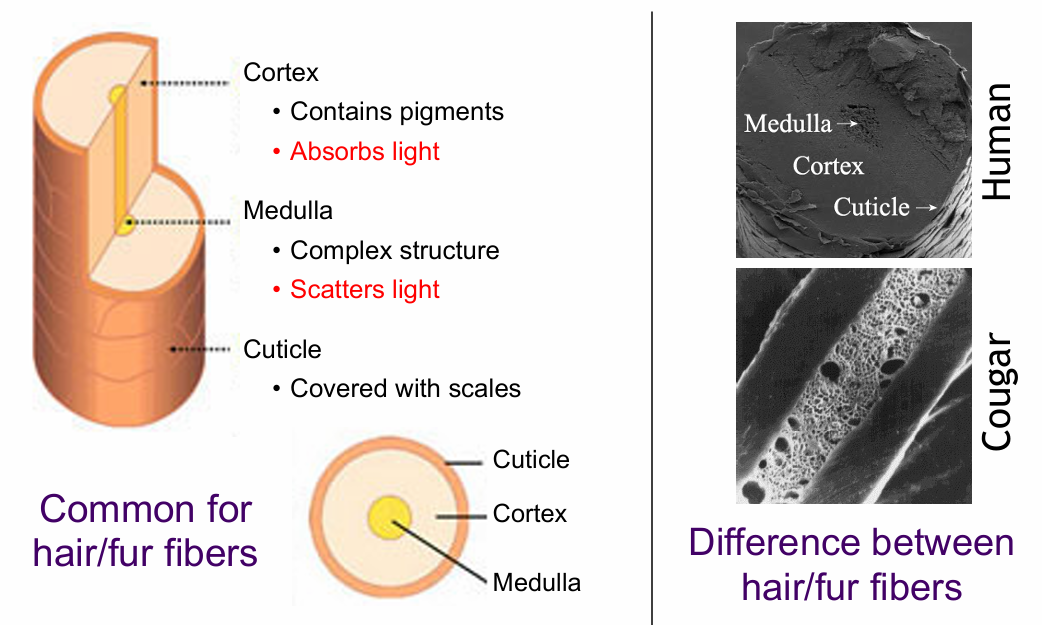 Cortex
• Contains pigments
• Absorbs light
Medulla
• Complex structure
• Scatters light
Cuticle
• Covered with scales
Cuticle
Cortex
Medulla
Common for
hair/fur fibers
Medulla
Cortex
Cuticle
Human
Cougar
Difference between
hair/fur fibers